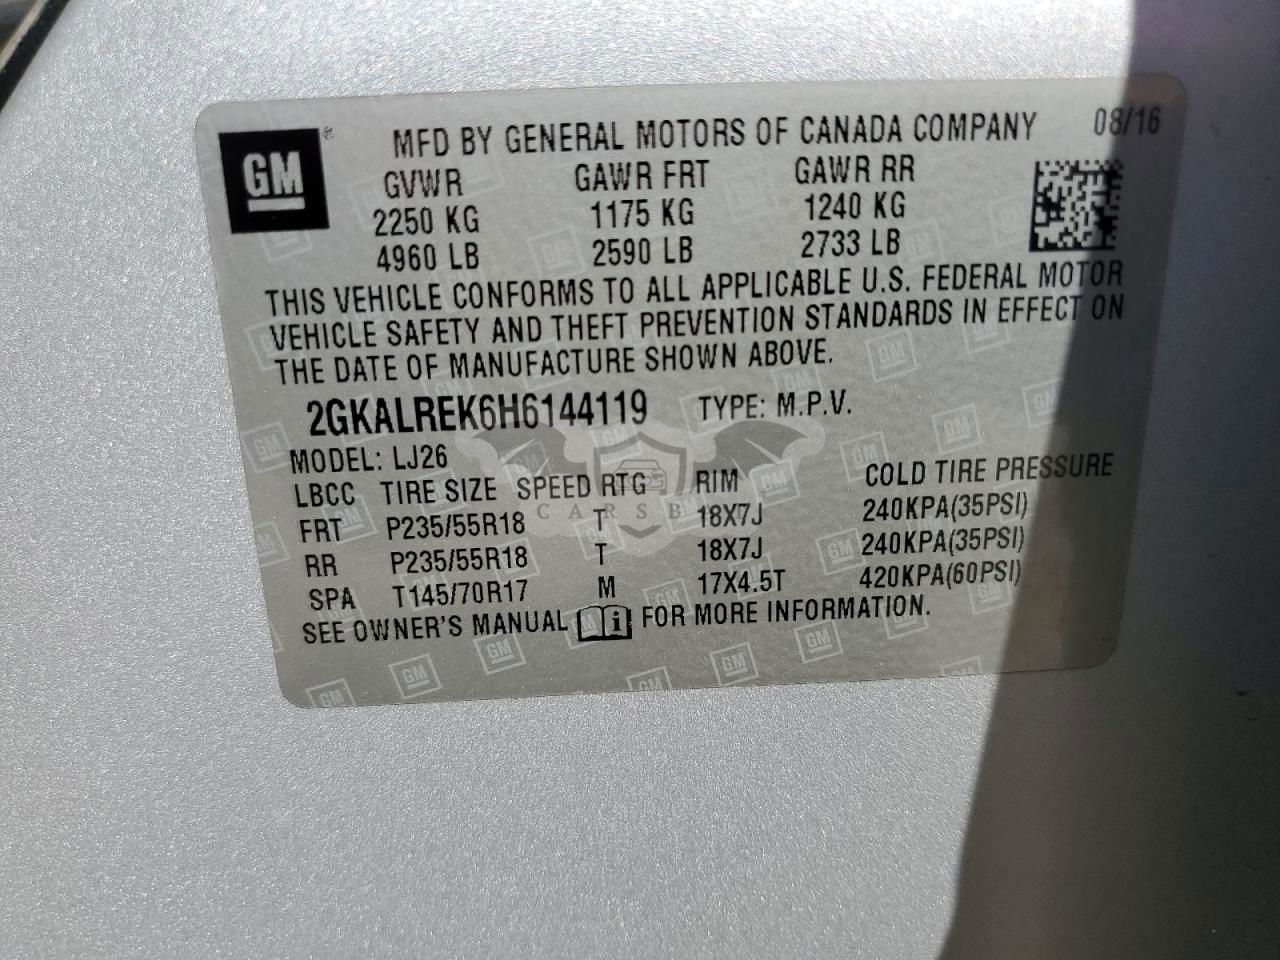 GM ® MFD BY GENERAL MOTORS OF CANADA COMPANY 08/16
GVWR GAWR FRT GAWR RR
2250 KG 1175 KG 1240 KG
4960 LB 2590 LB 2733 LB
THIS VEHICLE CONFORMS TO ALL APPLICABLE U.S. FEDERAL MOTOR
VEHICLE SAFETY AND THEFT PREVENTION STANDARDS IN EFFECT ON
THE DATE OF MANUFACTURE SHOWN ABOVE.
2GKALREK6H6144119 TYPE: M.P.V.
MODEL: LJ26
LBCC TIRE SIZE SPEED RTG RIM COLD TIRE PRESSURE
FRT P235/55R18 T 18X7J 240KPA(35PSI)
RR P235/55R18 T 18X7J 240KPA(35PSI)
SPA T145/70R17 M 17X4.5T 420KPA(60PSI)
SEE OWNER'S MANUAL i FOR MORE INFORMATION.